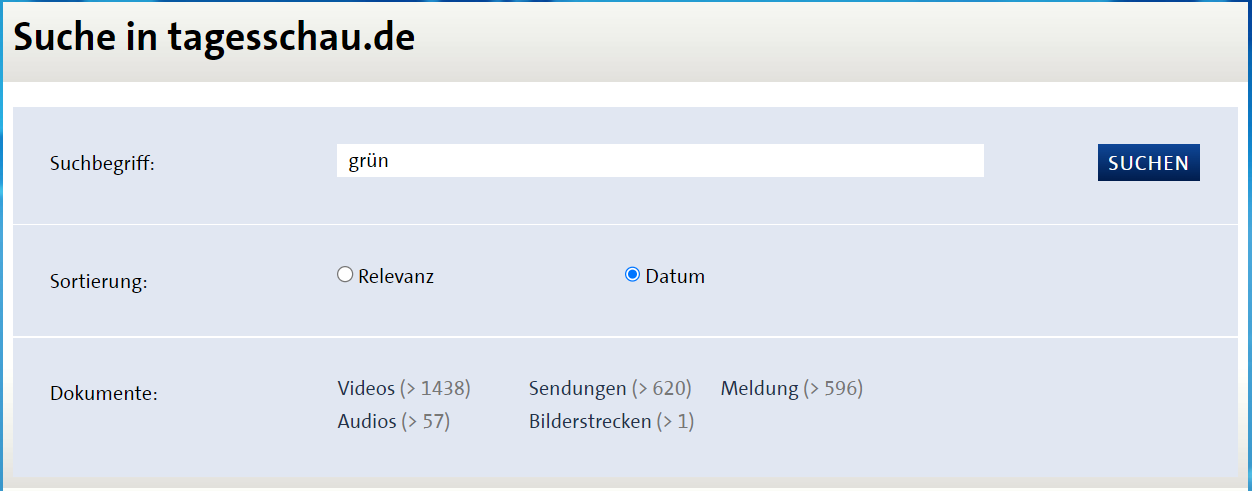 Suche in tagesschau.de
Suchbegriff: grün SUCHEN
Sortierung: Relevanz Datum
Dokumente: Videos (> 1438) Sendungen (> 620) Meldung (> 596)
Audios (> 57) Bilderstrecken (> 1)